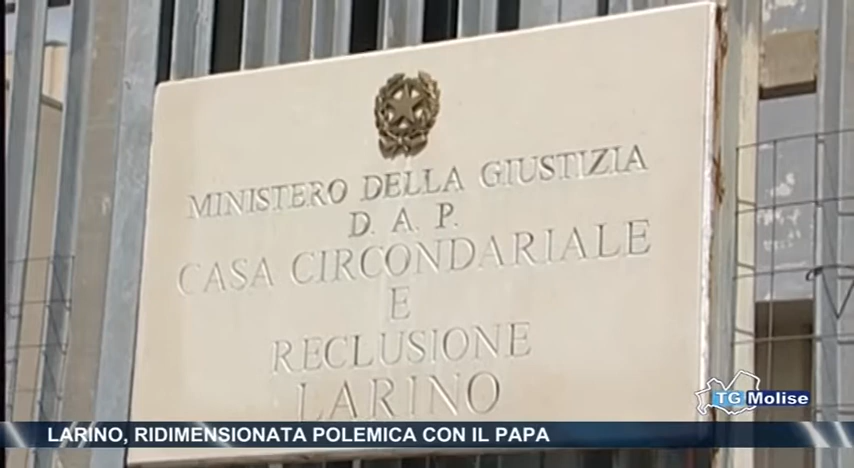 MINISTERO DELLA GIUSTIZIA
D. A. P.
CASA CIRCONDARIALE
E
RECLUSIONE
LARINO
TG Molise
LARINO, RIDIMENSIONATA POLEMICA CON IL PAPA